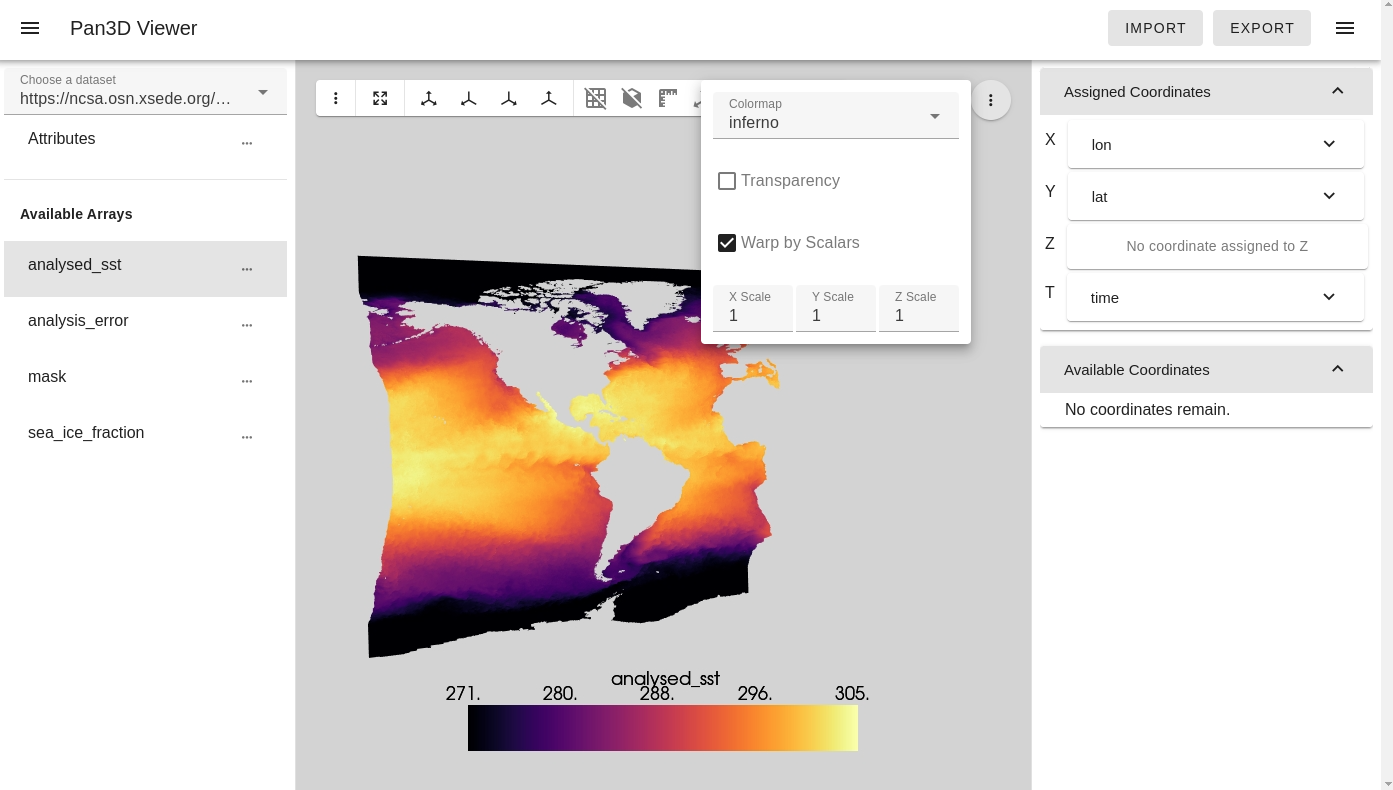 Pan3D Viewer
IMPORT
EXPORT
Choose a dataset
https://ncsa.osn.xsede.org/…
Attributes
Available Arrays
analysed_sst
analysis_error
mask
sea_ice_fraction
Colormap
inferno
Transparency
Warp by Scalars
X Scale
Y Scale
Z Scale
1
1
1
analysed_sst
271.
280.
288.
296.
305.
Assigned Coordinates
X
lon
Y
lat
Z
No coordinate assigned to Z
T
time
Available Coordinates
No coordinates remain.